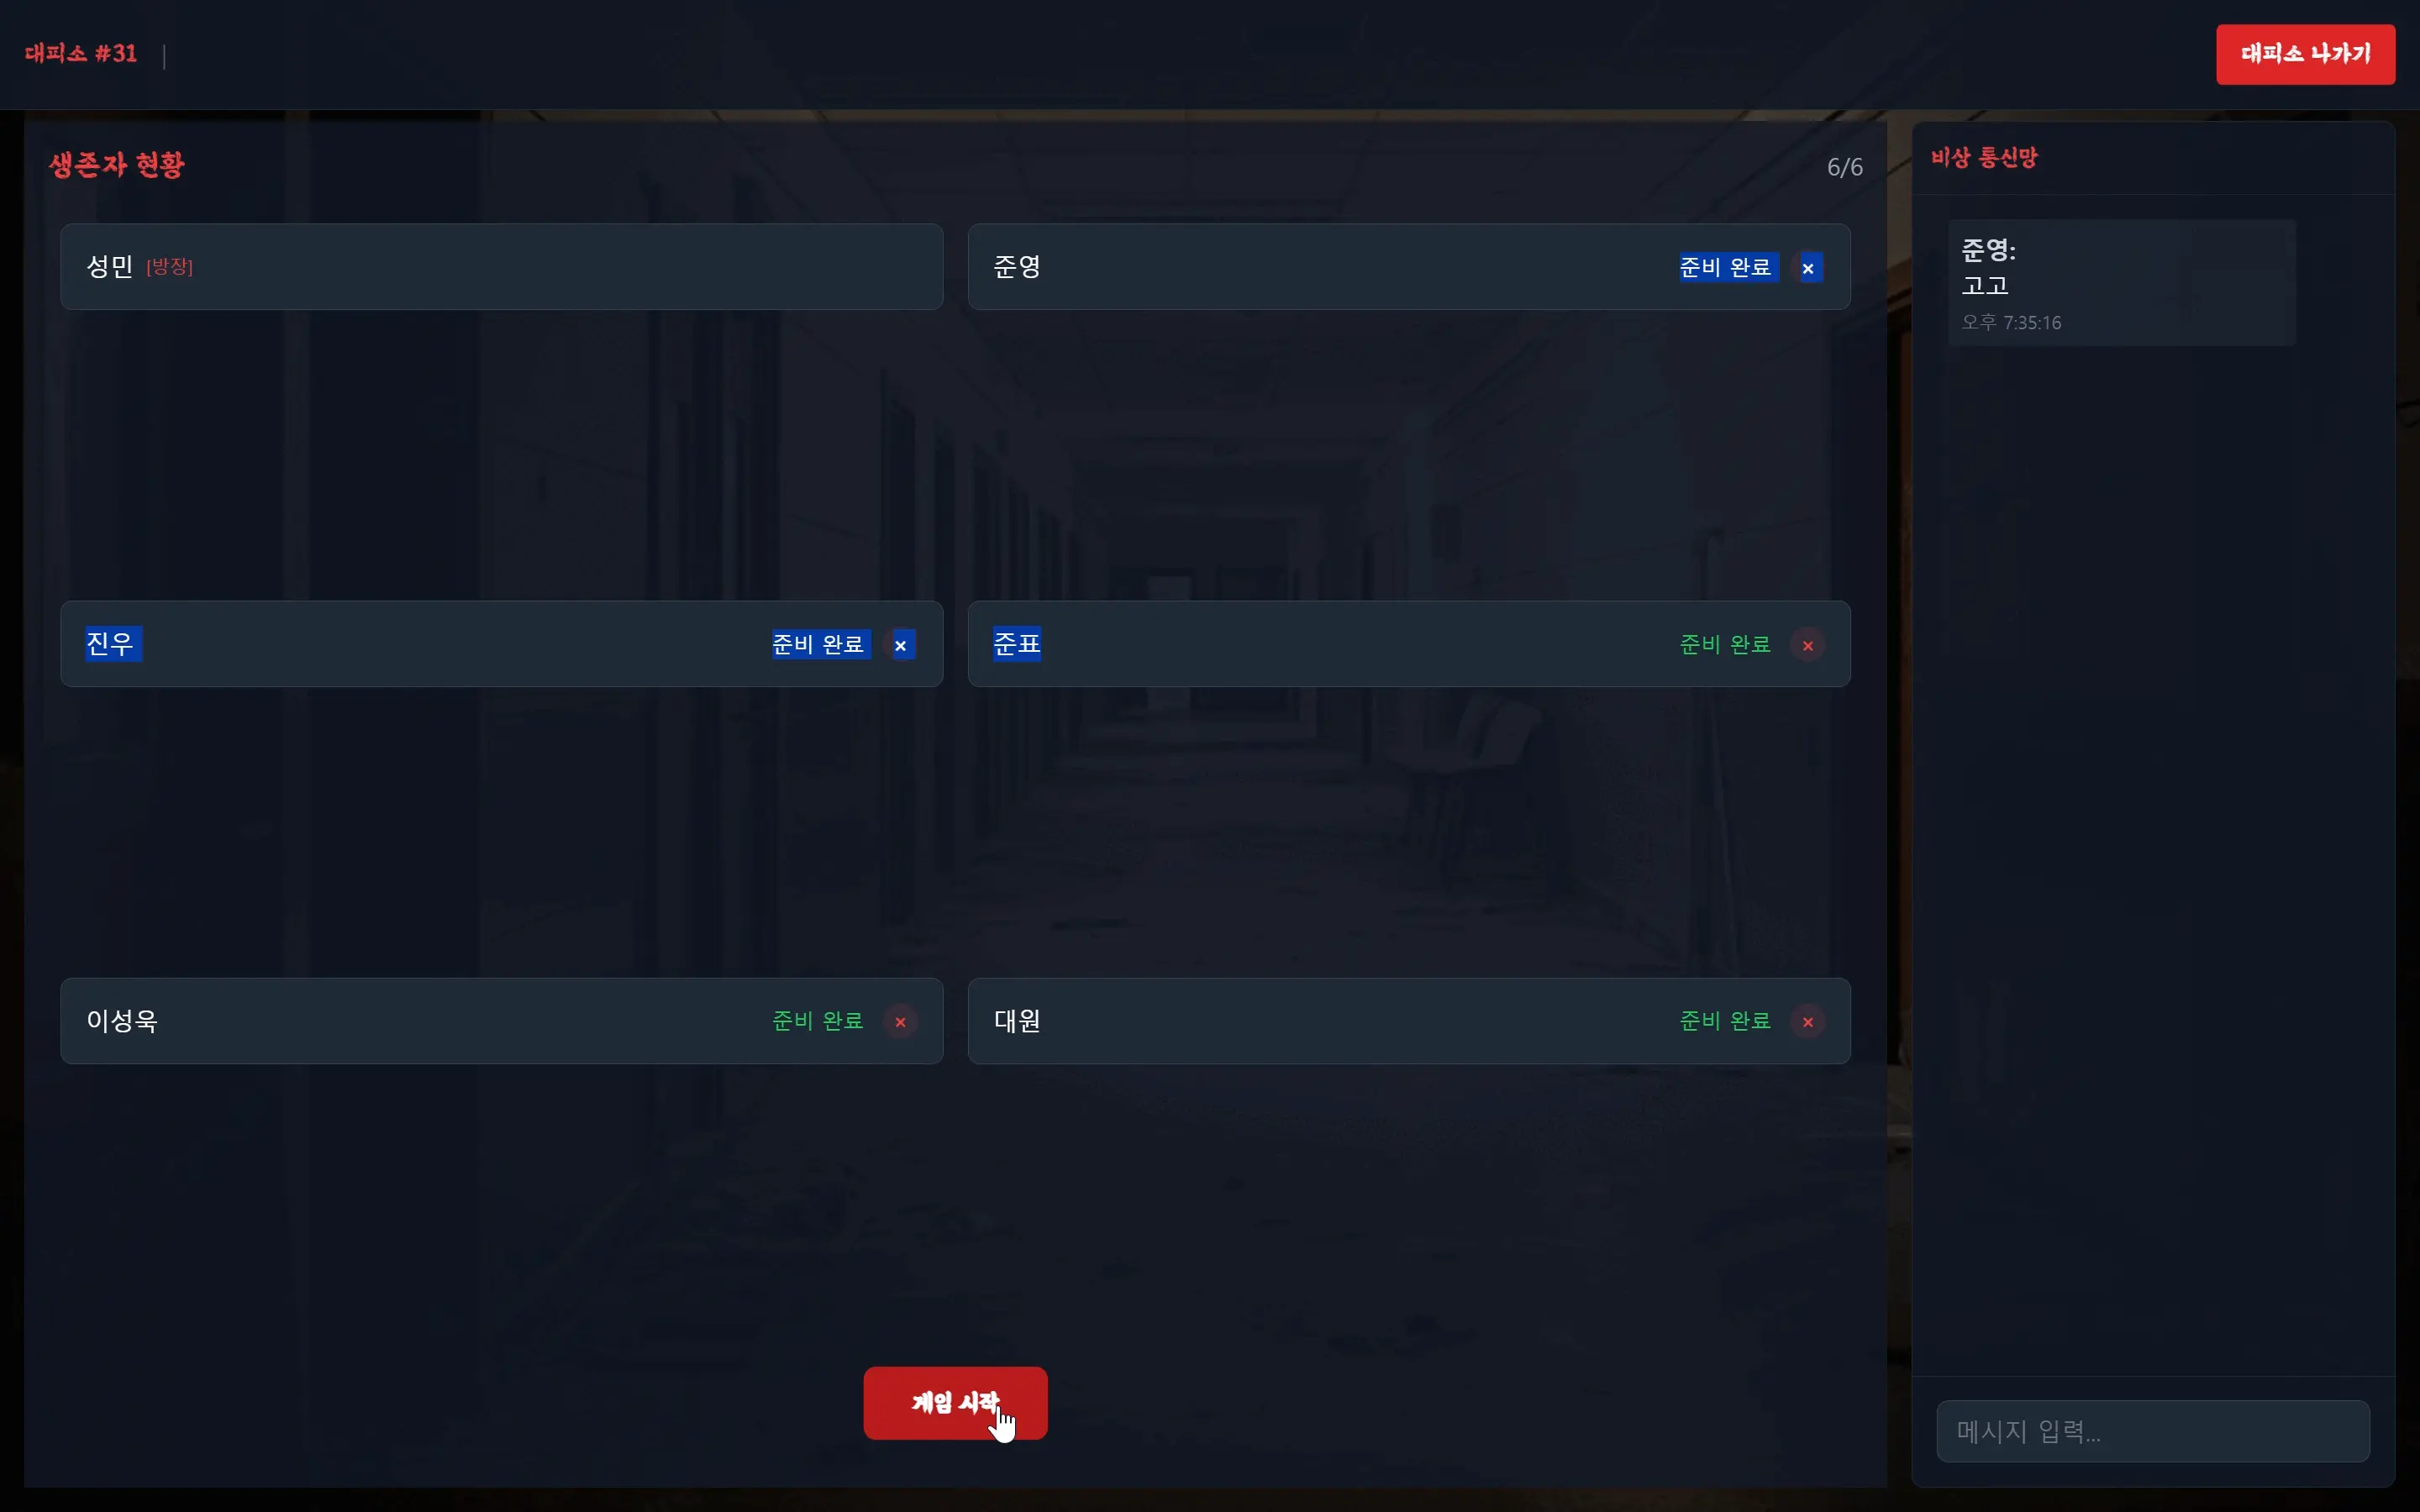 대피소 #31 |
대피소 나가기
생존자 현황
6/6
성민 [방장]
준영 준비 완료 ×
진우 준비 완료 ×
준표 준비 완료 ×
이성욱 준비 완료 ×
대원 준비 완료 ×
게임 시작
비상 통신망
준영:
고고
오후 7:35:16
메시지 입력...